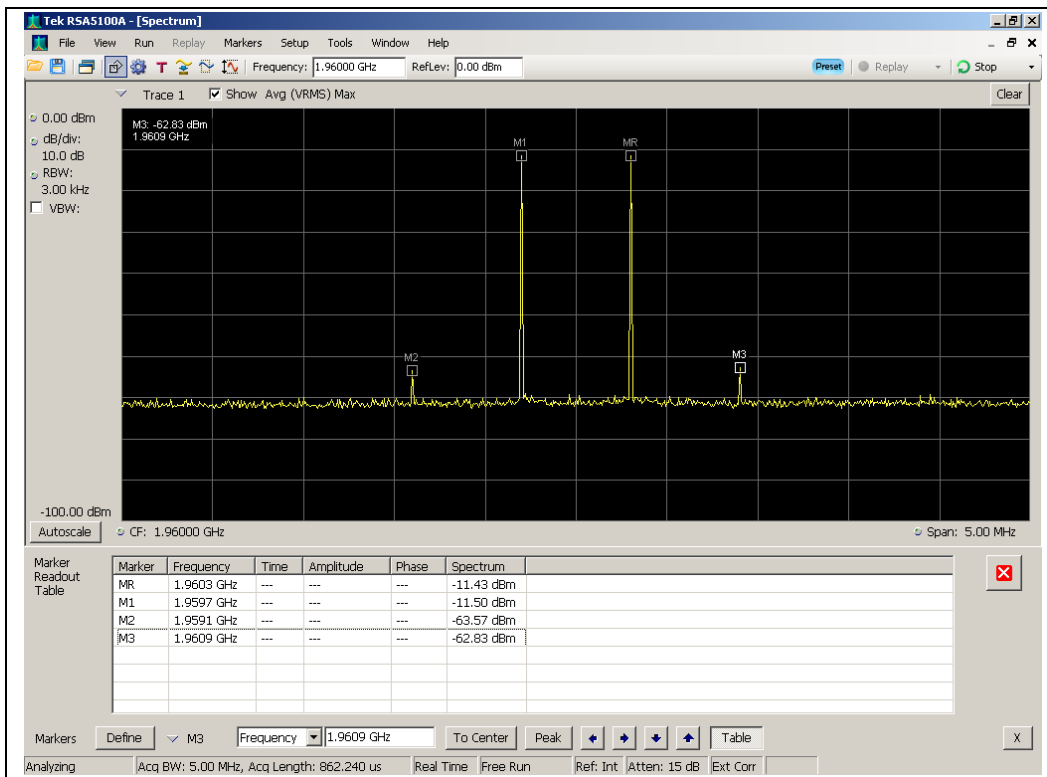 Tek RSA5100A - [Spectrum]
File View Run Replay Markers Setup Tools Window Help
T Frequency: 1.96000 GHz RefLev: 0.00 dBm Preset Replay Stop
Trace 1 Show Avg (VRMS) Max Clear
0.00 dBm
dB/div:
10.0 dB
RBW:
3.00 kHz
VBW:
M3: -62.83 dBm
1.9609 GHz
M1 MR
M2 M3
-100.00 dBm
Autoscale CF: 1.96000 GHz Span: 5.00 MHz
Marker
Readout
Table
Marker Frequency Time Amplitude Phase Spectrum
MR 1.9603 GHz --- --- --- -11.43 dBm
M1 1.9597 GHz --- --- --- -11.50 dBm
M2 1.9591 GHz --- --- --- -63.57 dBm
M3 1.9609 GHz --- --- --- -62.83 dBm
Markers Define M3 Frequency 1.9609 GHz To Center Peak Table X
Analyzing Acq BW: 5.00 MHz, Acq Length: 862.240 us Real Time Free Run Ref: Int Atten: 15 dB Ext Corr